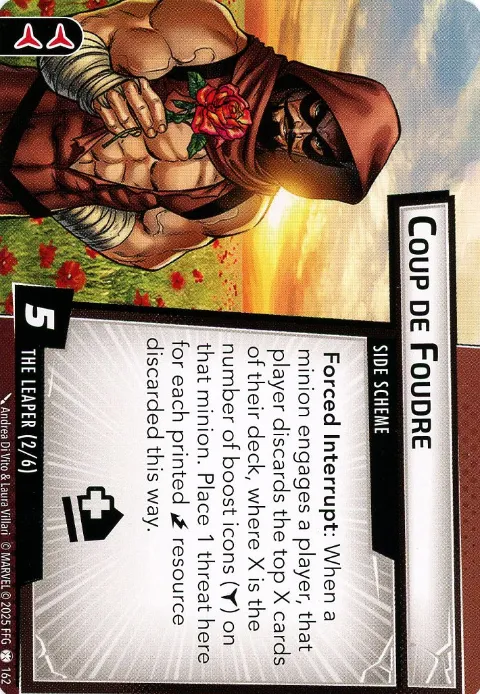 COUP DE FOUDRE
SIDE SCHEME
Forced Interrupt: When a
minion engages a player, that
player discards the top X cards
of their deck, where X is the
number of boost icons ( ) on
that minion. Place 1 threat here
for each printed resource
discarded this way.
5
THE LEAPER (2/6)
Andrea Di Vito & Laura Villari © MARVEL © 2025 FFG 162